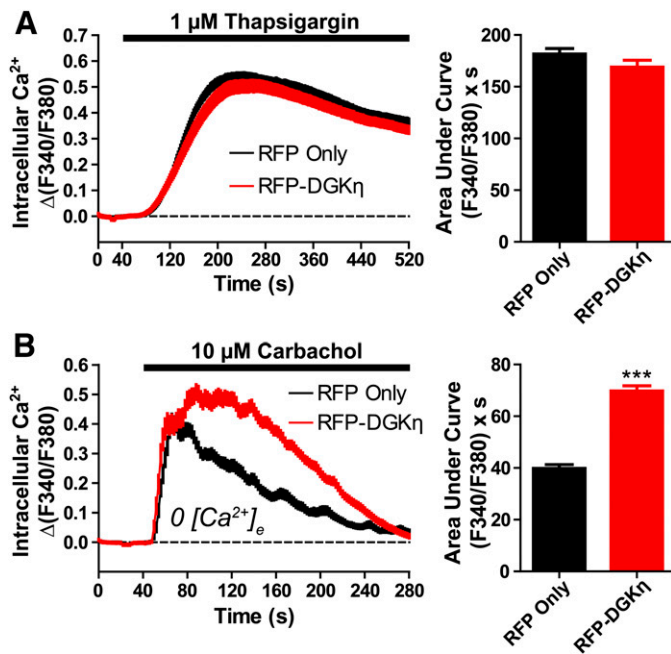 A
1 µM Thapsigargin
Intracellular Ca²⁺
Δ(F340/F380)
0.7
0.6
0.5
0.4
0.3
0.2
0.1
0.0
RFP Only
RFP-DGKη
0 40 120 200 280 360 440 520
Time (s)
Area Under Curve
(F340/F380) x s
200
150
100
50
0
RFP Only
RFP-DGKη
B
10 µM Carbachol
Intracellular Ca²⁺
Δ(F340/F380)
0.6
0.5
0.4
0.3
0.2
0.1
0.0
RFP Only
RFP-DGKη
0 [Ca²⁺]e
0 40 80 120 160 200 240 280
Time (s)
Area Under Curve
(F340/F380) x s
80
60
40
20
0
***
RFP Only
RFP-DGKη